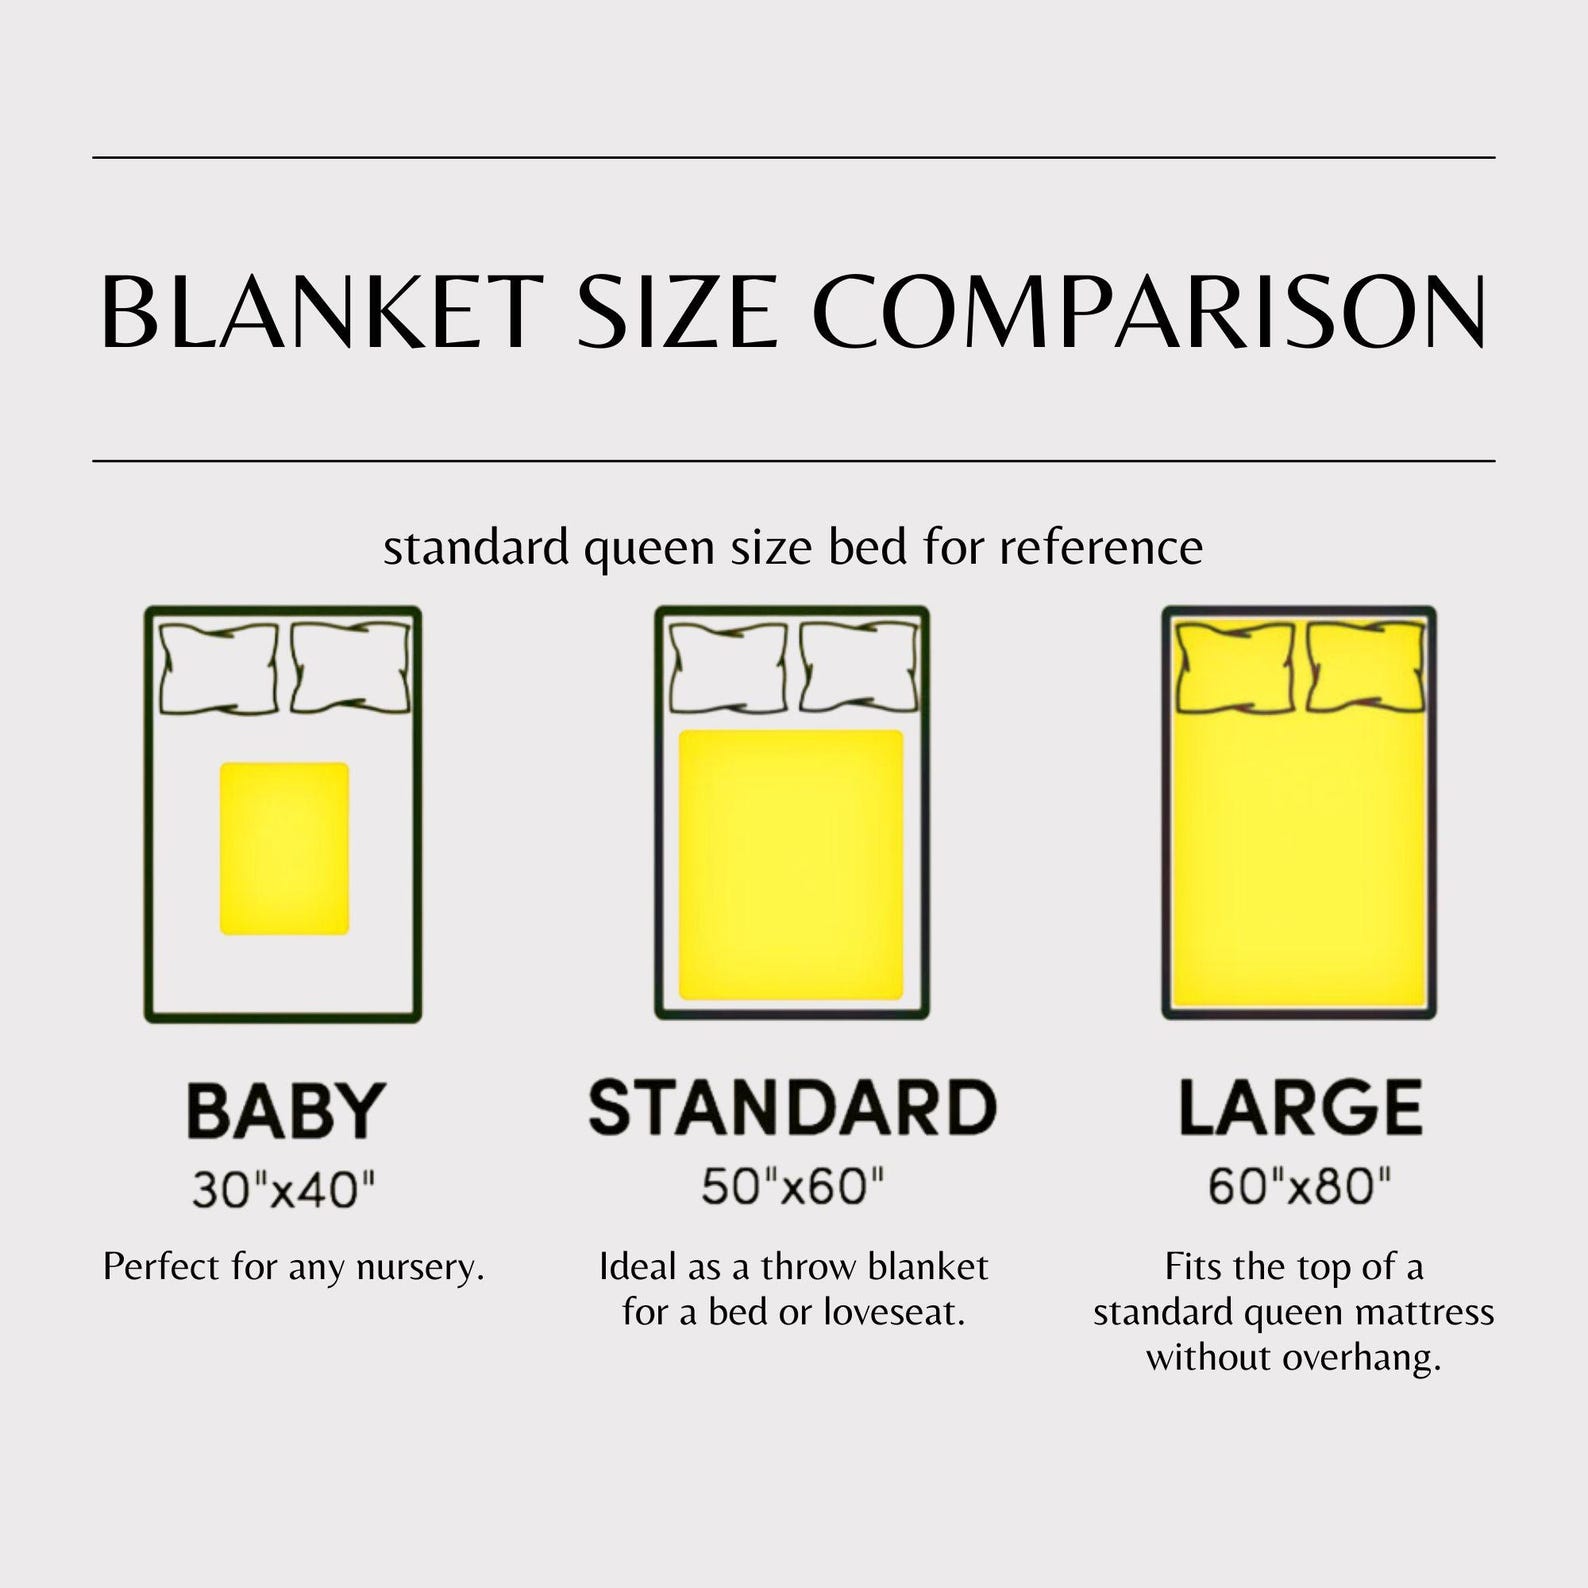 BLANKET SIZE COMPARISON
standard queen size bed for reference
BABY
30"x40"
Perfect for any nursery.
STANDARD
50"x60"
Ideal as a throw blanket
for a bed or loveseat.
LARGE
60"x80"
Fits the top of a
standard queen mattress
without overhang.